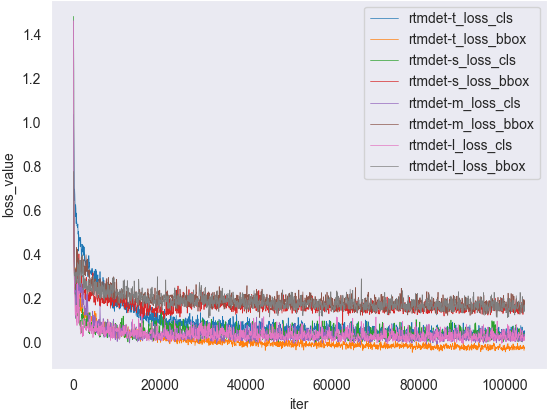 1.4
1.2
1.0
0.8
0.6
0.4
0.2
0.0
loss_value
0
20000
40000
60000
80000
100000
iter
rtmdet-t_loss_cls
rtmdet-t_loss_bbox
rtmdet-s_loss_cls
rtmdet-s_loss_bbox
rtmdet-m_loss_cls
rtmdet-m_loss_bbox
rtmdet-l_loss_cls
rtmdet-l_loss_bbox